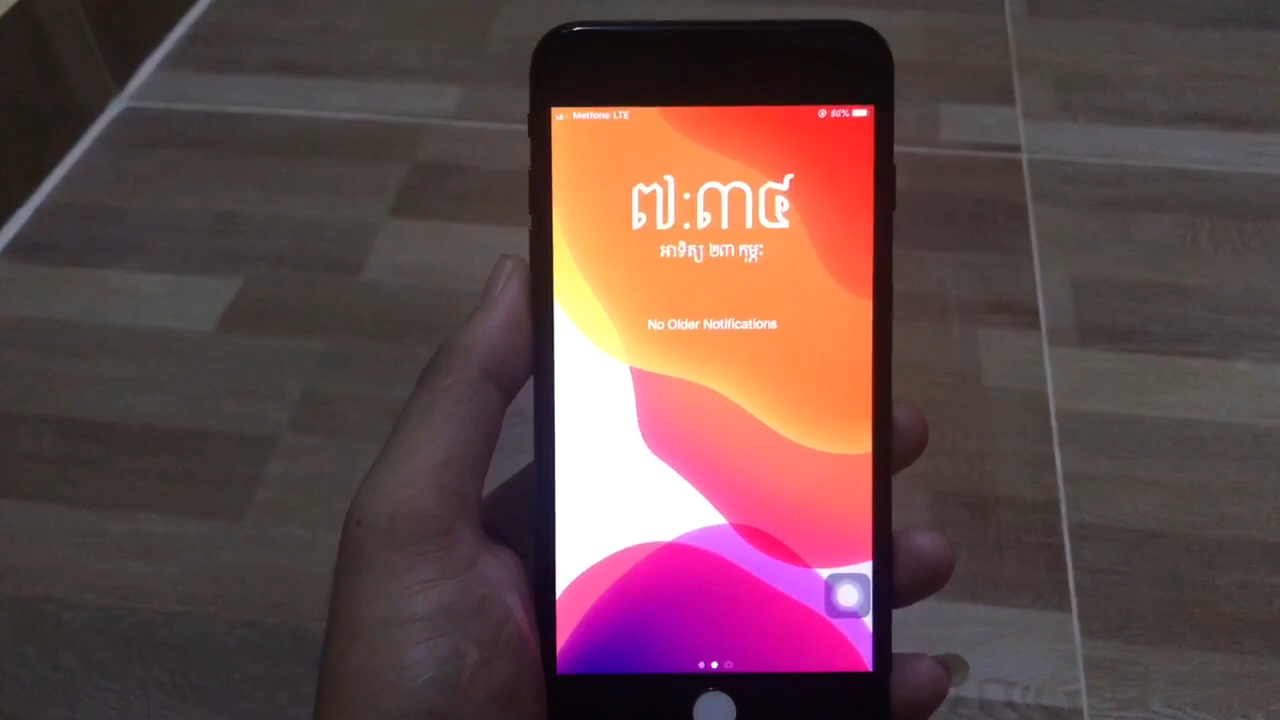 Metfone LTE
៧:៣៤
អាទិត្យ ២៣ កុម្ភៈ
No Older Notifications